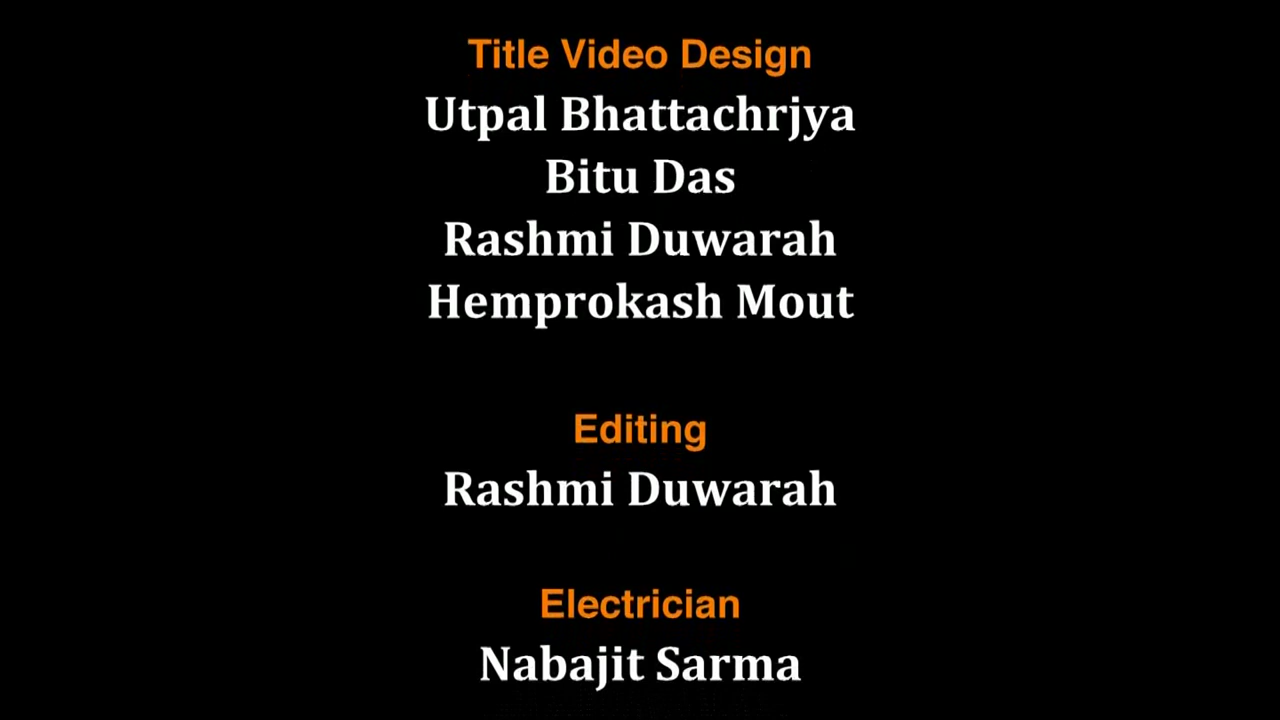 Title Video Design
Utpal Bhattachrjya
Bitu Das
Rashmi Duwarah
Hemprokash Mout
Editing
Rashmi Duwarah
Electrician
Nabajit Sarma